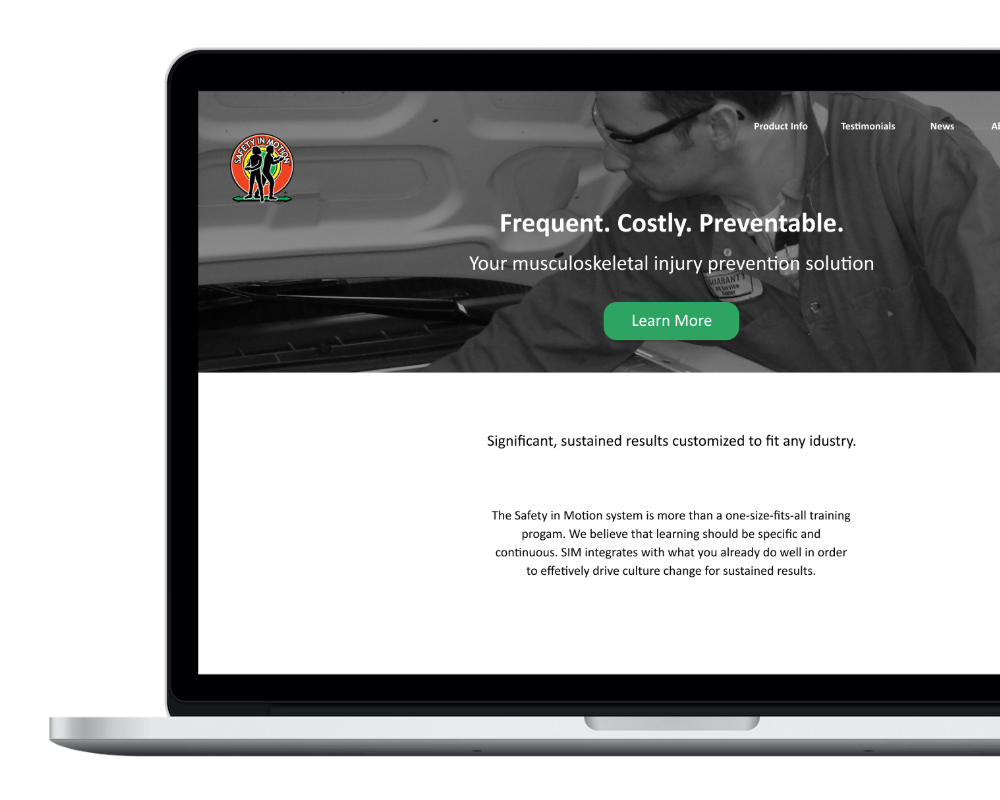 SAFETY IN MOTION
Product Info Testimonials News
Frequent. Costly. Preventable.
Your musculoskeletal injury prevention solution
Learn More
Significant, sustained results customized to fit any idustry.
The Safety in Motion system is more than a one-size-fits-all training
progam. We believe that learning should be specific and
continuous. SIM integrates with what you already do well in order
to effetively drive culture change for sustained results.